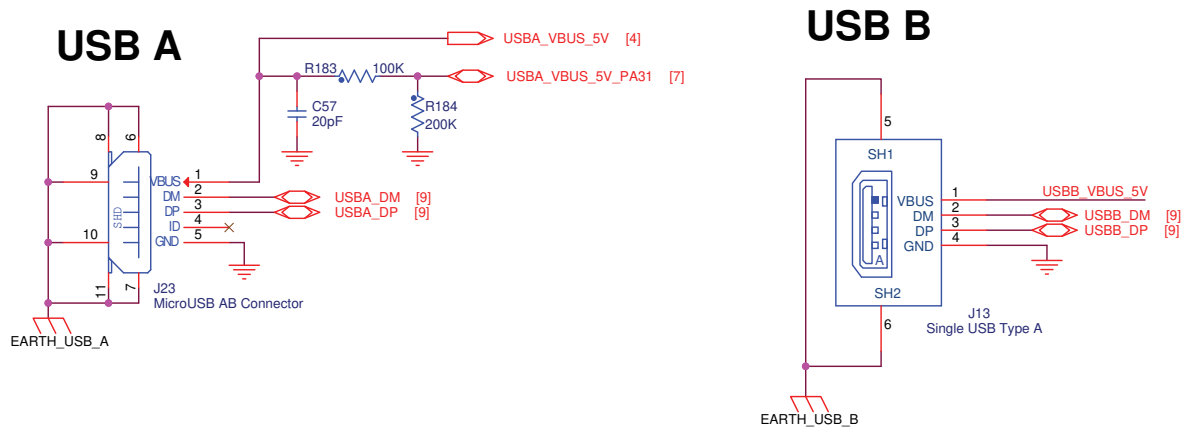 USB A
USBA_VBUS_5V [4]
R183 100K
USBA_VBUS_5V_PA31 [7]
C57
20pF
R184
200K
8
6
9
10
11
7
SHD
VBUS 1
DM 2
DP 3
ID 4
GND 5
USBA_DM [9]
USBA_DP [9]
J23
MicroUSB AB Connector
EARTH_USB_A
USB B
5
SH1
VBUS 1
DM 2
DP 3
GND 4
A
USBB_VBUS_5V
USBB_DM [9]
USBB_DP [9]
SH2
6
J13
Single USB Type A
EARTH_USB_B